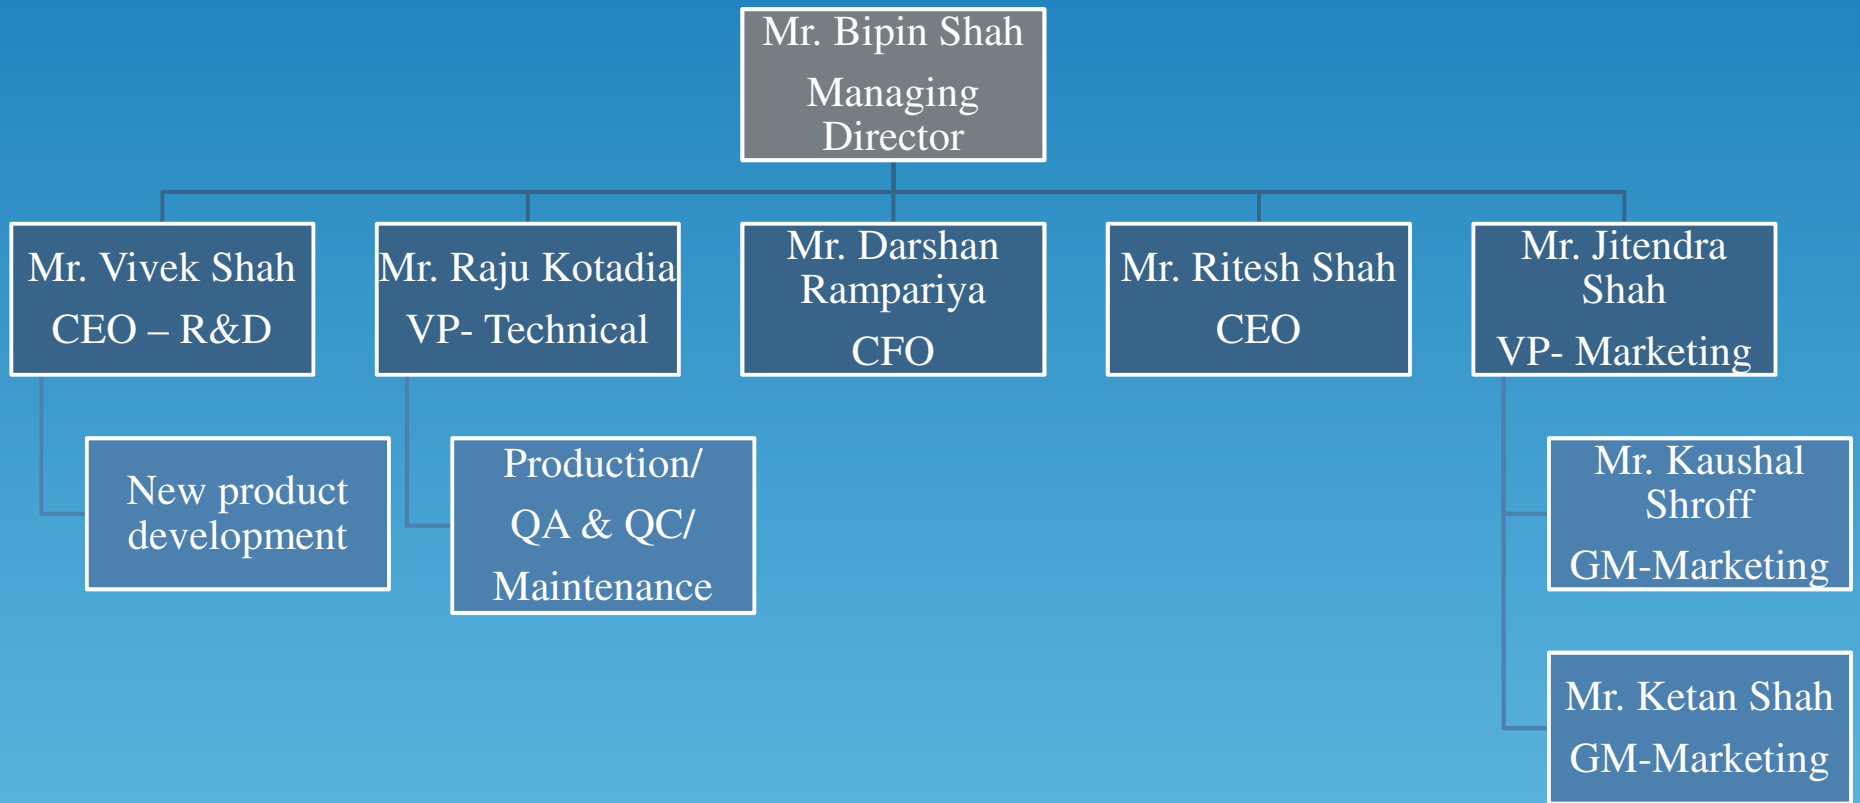 Mr. Bipin Shah
Managing
Director
Mr. Vivek Shah
CEO – R&D
Mr. Raju Kotadia
VP- Technical
Mr. Darshan
Rampariya
CFO
Mr. Ritesh Shah
CEO
Mr. Jitendra
Shah
VP- Marketing
New product
development
Production/
QA & QC/
Maintenance
Mr. Kaushal
Shroff
GM-Marketing
Mr. Ketan Shah
GM-Marketing